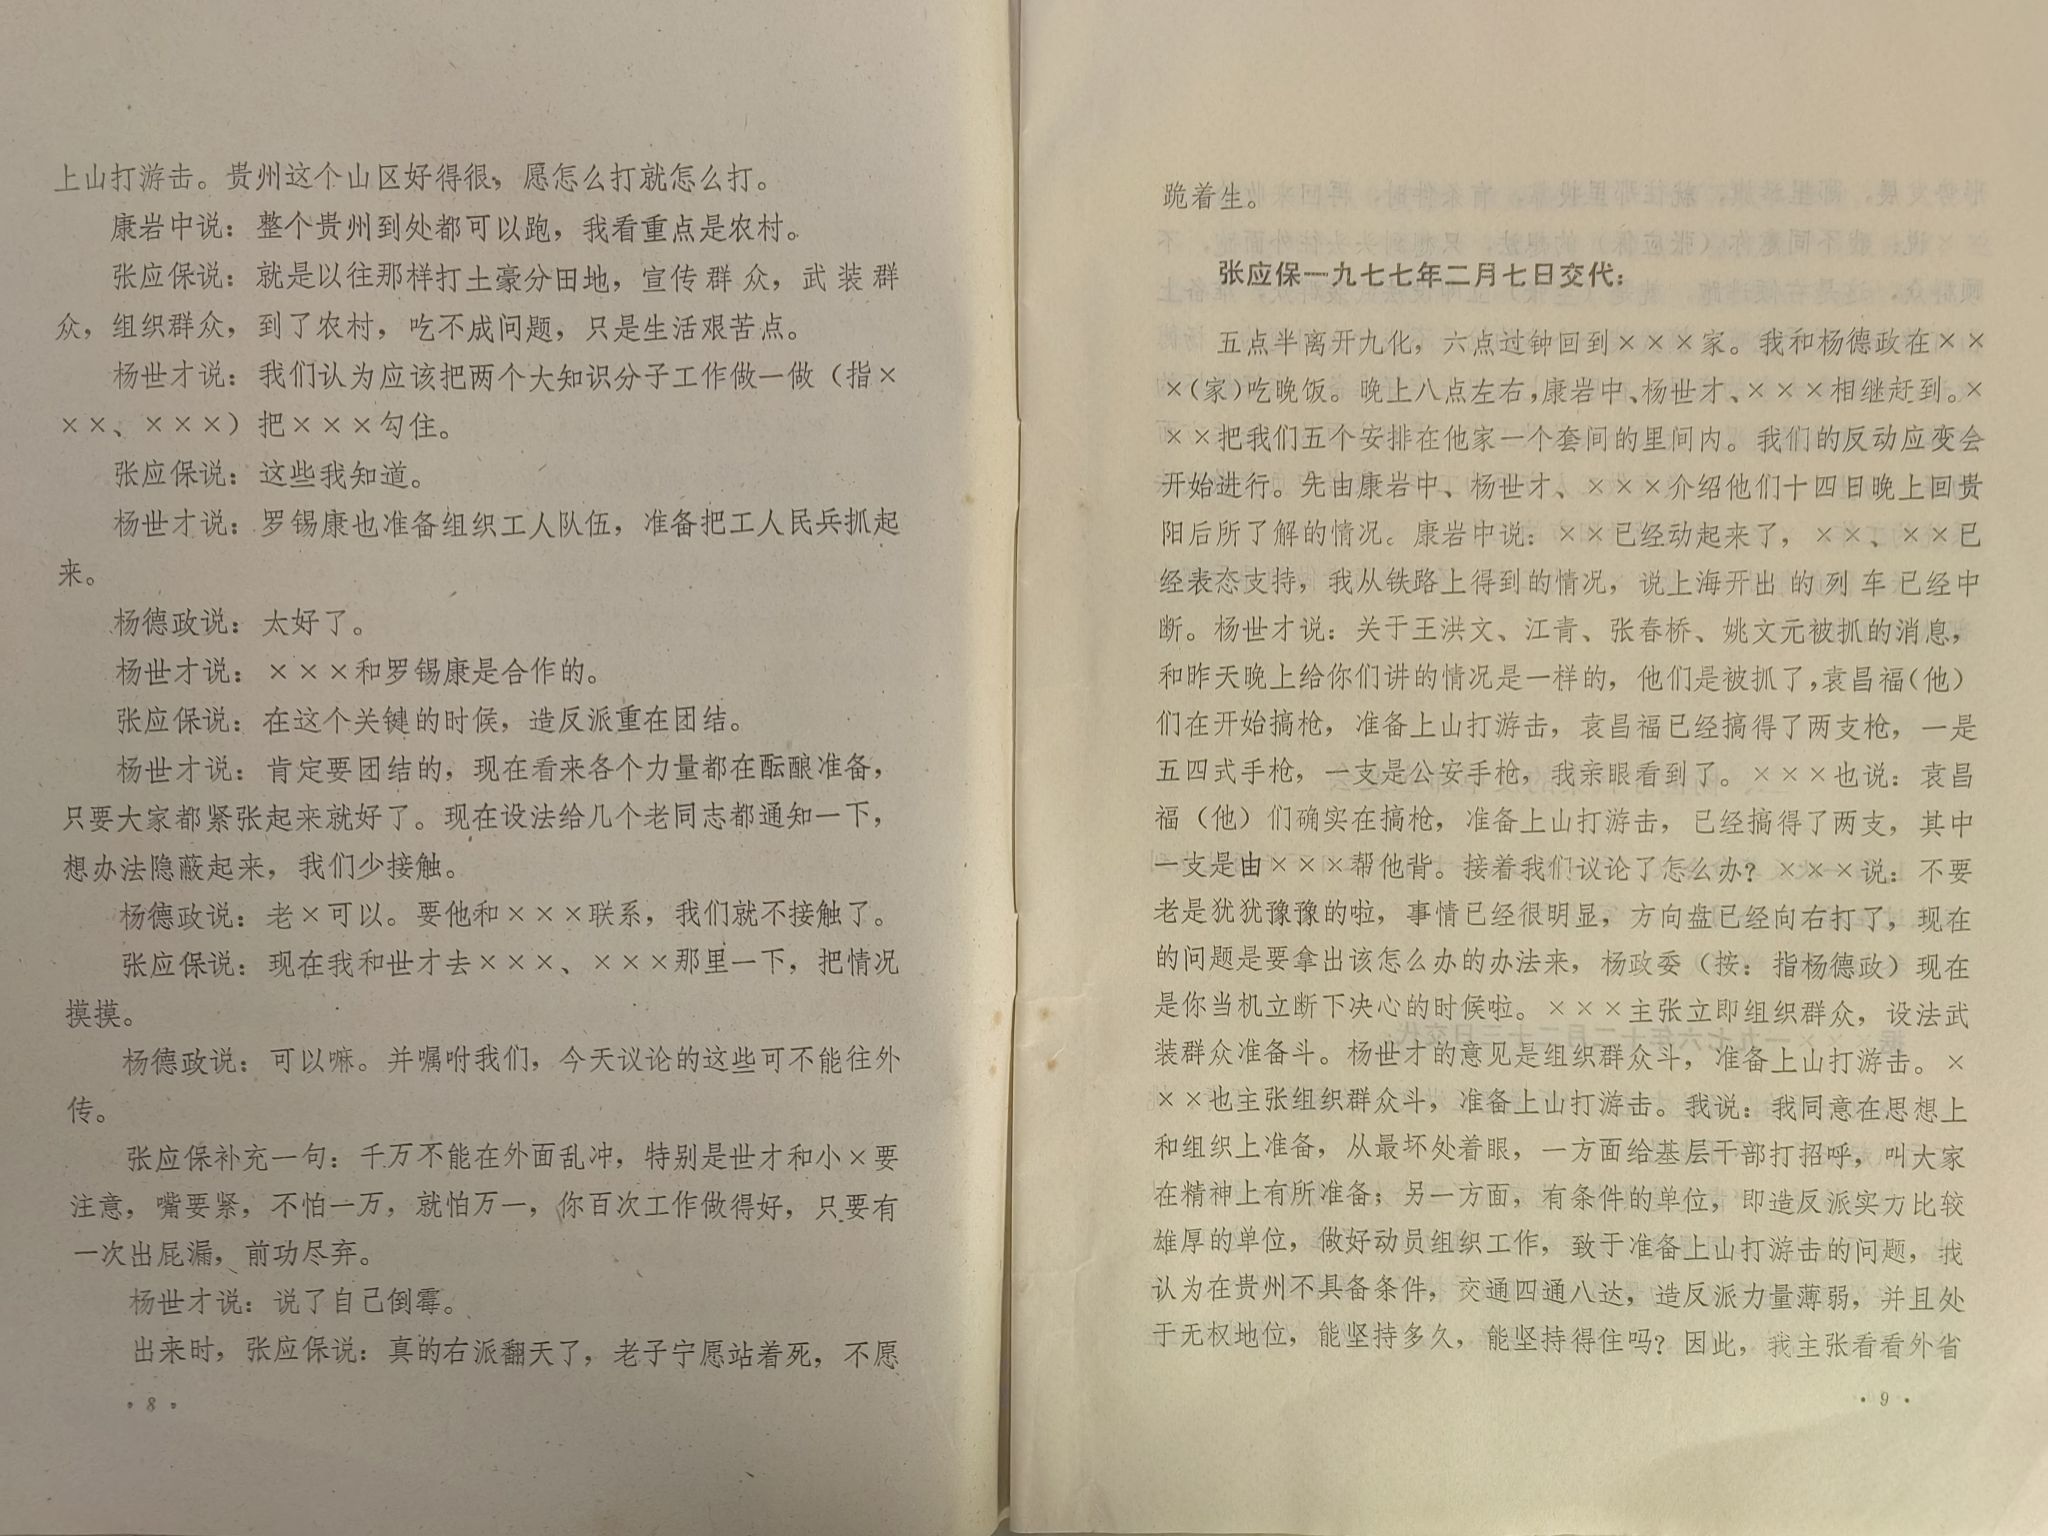 上山打游击。贵州这个山区好得很，愿怎么打就怎么打。
康岩中说：整个贵州到处都可以跑，我看重点是农村。
张应保说：就是以往那样打土豪分田地，宣传群众，武装群
众，组织群众，到了农村，吃不成问题，只是生活艰苦点。
杨世才说：我们认为应该把两个大知识分子工作做一做（指×
××、×××）把×××勾住。
张应保说：这些我知道。
杨世才说：罗锡康也准备组织工人队伍，准备把工人民兵抓起
来。
杨德政说：太好了。
杨世才说：×××和罗锡康是合作的。
张应保说：在这个关键的时候，造反派重在团结。
杨世才说：肯定要团结的，现在看来各个力量都在酝酿准备，
只要大家都紧张起来就好了。现在设法给几个老同志都通知一下，
想办法隐蔽起来，我们少接触。
杨德政说：老×可以。要他和×××联系，我们就不接触了。
张应保说：现在我和世才去×××、×××那里一下，把情况
摸摸。
杨德政说：可以嘛。并嘱咐我们，今天议论的这些可不能往外
传。
张应保补充一句：千万不能在外面乱冲，特别是世才和小×要
注意，嘴要紧，不怕一万，就怕万一，你百次工作做得好，只要有
一次出屁漏，前功尽弃。
杨世才说：说了自己倒霉。
出来时，张应保说：真的右派翻天了，老子宁愿站着死，不愿
· 8 ·
跪着生。
张应保一九七七年二月七日交代：
五点半离开九化，六点过钟回到×××家。我和杨德政在××
×（家）吃晚饭。晚上八点左右，康岩中、杨世才、×××相继赶到。×
××把我们五个安排在他家一个套间的里间内。我们的反动应变会
开始进行。先由康岩中、杨世才、×××介绍他们十四日晚上回贵
阳后所了解的情况。康岩中说：××已经动起来了，××、××已
经表态支持，我从铁路上得到的情况，说上海开出的列车已经中
断。杨世才说：关于王洪文、江青、张春桥、姚文元被抓的消息，
和昨天晚上给你们讲的情况是一样的，他们是被抓了，袁昌福（他）
们在开始搞枪，准备上山打游击，袁昌福已经搞得了两支枪，一是
五四式手枪，一支是公安手枪，我亲眼看到了。×××也说：袁昌
福（他）们确实在搞枪，准备上山打游击，已经搞得了两支，其中
一支是由×××帮他背。接着我们议论了怎么办？×××说：不要
老是犹犹豫豫的啦，事情已经很明显，方向盘已经向右打了，现在
的问题是要拿出该怎么办的办法来，杨政委（按：指杨德政）现在
是你当机立断下决心的时候啦。×××主张立即组织群众，设法武
装群众准备斗。杨世才的意见是组织群众斗，准备上山打游击。×
××也主张组织群众斗，准备上山打游击。我说：我同意在思想上
和组织上准备，从最坏处着眼，一方面给基层干部打招呼，叫大家
在精神上有所准备；另一方面，有条件的单位，即造反派实力比较
雄厚的单位，做好动员组织工作，致于准备上山打游击的问题，我
认为在贵州不具备条件，交通四通八达，造反派力量薄弱，并且处
于无权地位，能坚持多久，能坚持得住吗？因此，我主张看看外省
· 9 ·